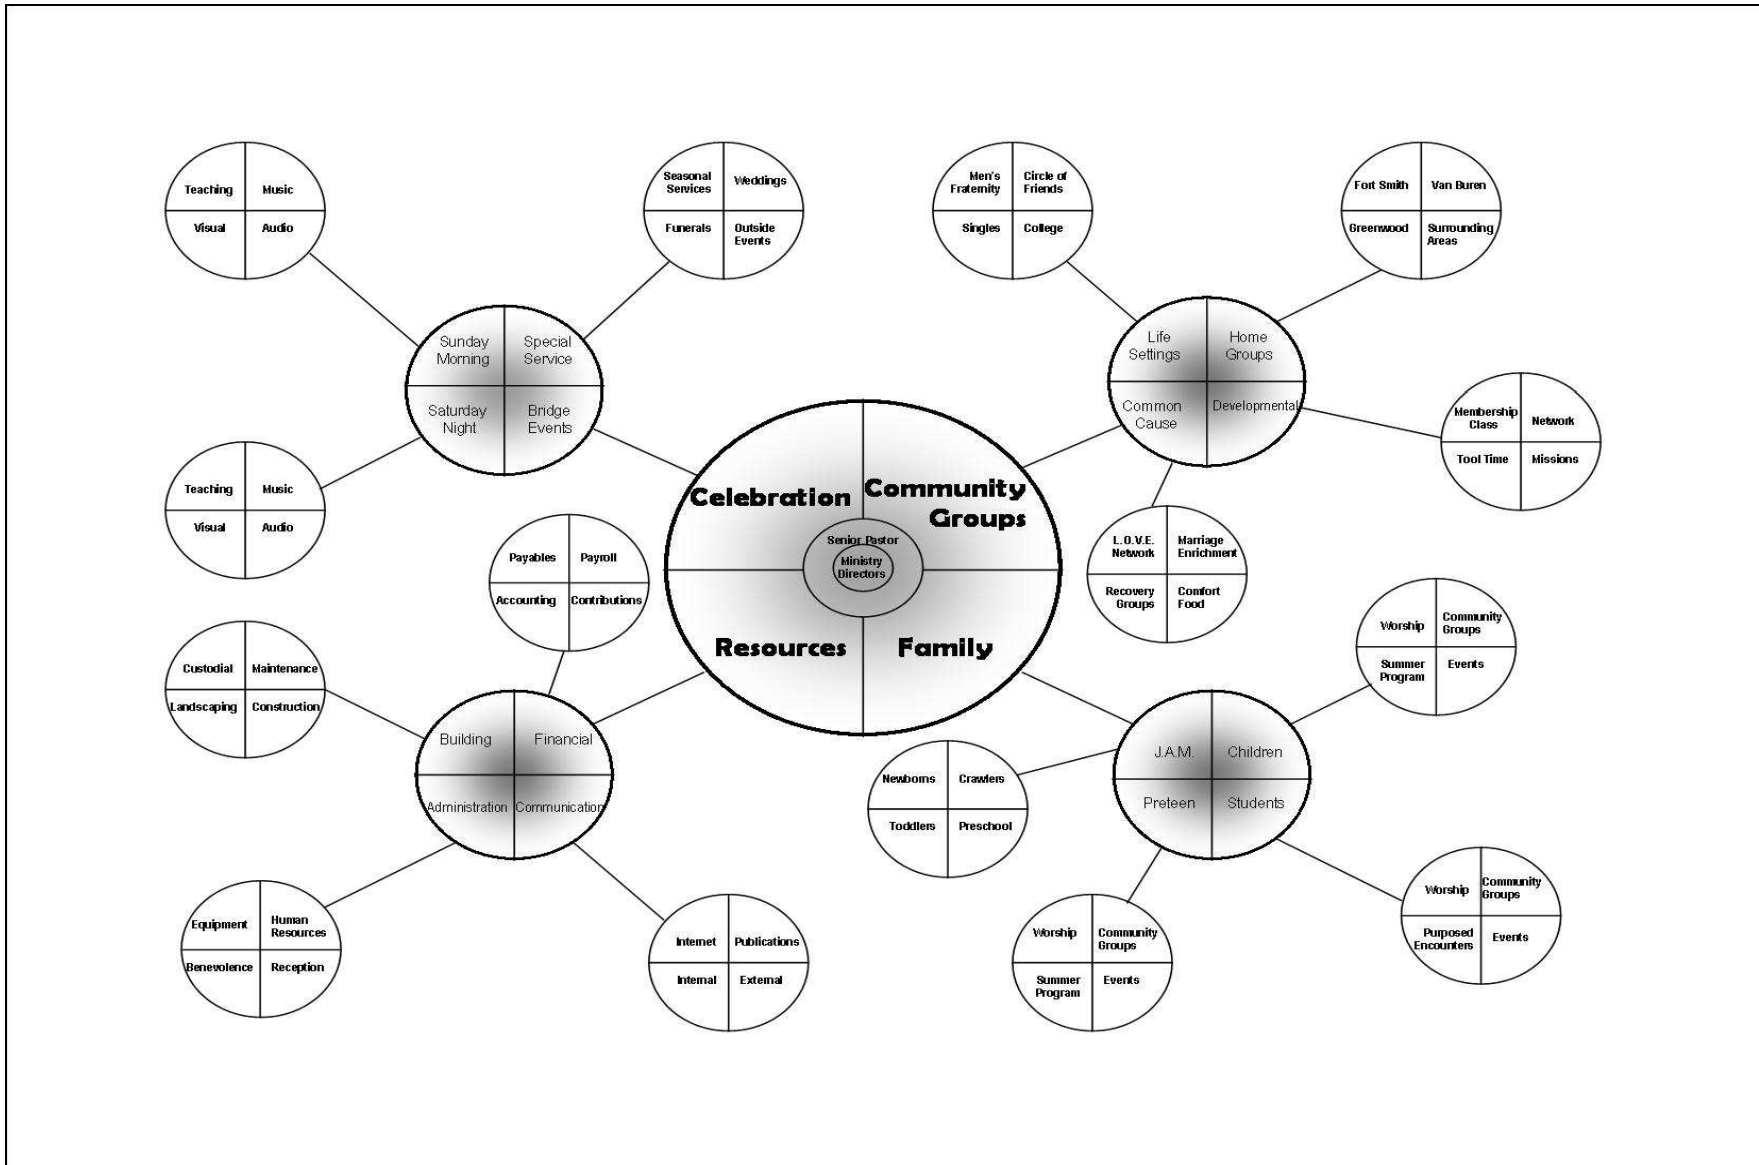 Teaching
Music
Visual
Audio
Seasonal
Services
Weddings
Funerals
Outside
Events
Men's
Fraternity
Circle of
Friends
Singles
College
Fort Smith
Van Buren
Greenwood
Surrounding
Areas
Sunday
Morning
Special
Service
Saturday
Night
Bridge
Events
Life
Settings
Home
Groups
Common
Cause
Developmental
Membership
Class
Network
Tool Time
Missions
Teaching
Music
Visual
Audio
Celebration
Community
Groups
Senior Pastor
Ministry
Directors
Resources
Family
Payables
Payroll
Accounting
Contributions
L.O.V.E.
Network
Marriage
Enrichment
Recovery
Groups
Comfort
Food
Worship
Community
Groups
Summer
Program
Events
Custodial
Maintenance
Landscaping
Construction
Building
Financial
Administration
Communication
J.A.M.
Children
Preteen
Students
Newborns
Crawlers
Toddlers
Preschool
Equipment
Human
Resources
Benevolence
Reception
Internet
Publications
Internal
External
Worship
Community
Groups
Summer
Program
Events
Worship
Community
Groups
Purposed
Encounters
Events